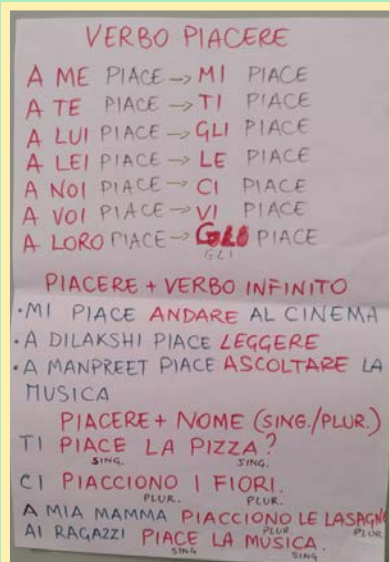 VERBO PIACERE
A ME PIACE → MI PIACE
A TE PIACE → TI PIACE
A LUI PIACE → GLI PIACE
A LEI PIACE → LE PIACE
A NOI PIACE → CI PIACE
A VOI PIACE → VI PIACE
A LORO PIACE → GLI PIACE
GLI
PIACERE + VERBO INFINITO
• MI PIACE ANDARE AL CINEMA
• A DILAKSHI PIACE LEGGERE
• A MANPREET PIACE ASCOLTARE LA
MUSICA
PIACERE + NOME (SING./PLUR.)
TI PIACE LA PIZZA?
SING. SING.
CI PIACCIONO I FIORI.
PLUR. PLUR.
A MIA MAMMA PIACCIONO LE LASAGNE
PLUR. PLUR
AI RAGAZZI PIACE LA MUSICA.
SING SING